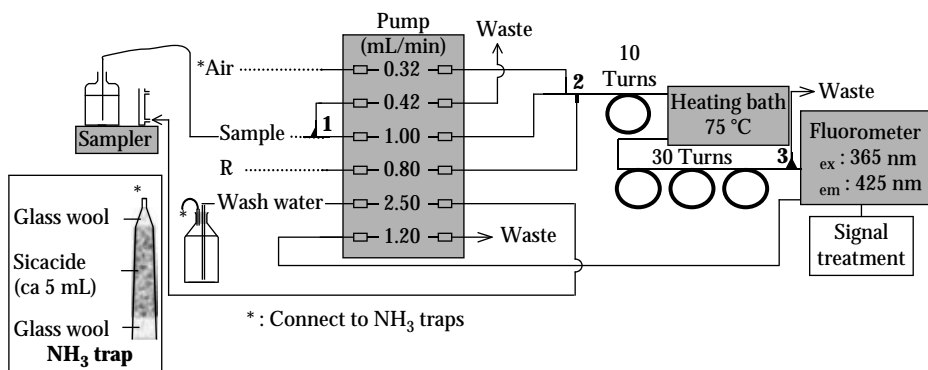 Pump
(mL/min)
Waste
*Air
0.32
10
Turns
0.42
2
Heating bath
75 °C
Waste
1
Sampler
Sample
1.00
Fluorometer
ex : 365 nm
em : 425 nm
R
0.80
30 Turns
3
*
Wash water
*
2.50
Glass wool
1.20
Waste
Signal
treatment
Sicacide
(ca 5 mL)
Glass wool
NH3 trap
* : Connect to NH3 traps